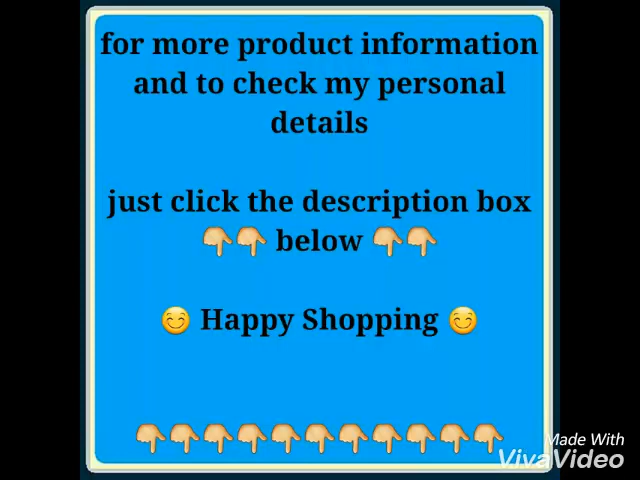 for more product information
and to check my personal
details
just click the description box
👇🏼👇🏼 below 👇🏼👇🏼
😊 Happy Shopping 😊
👇🏼👇🏼👇🏼👇🏼👇🏼👇🏼👇🏼👇🏼👇🏼👇🏼👇🏼
Made With
VivaVideo